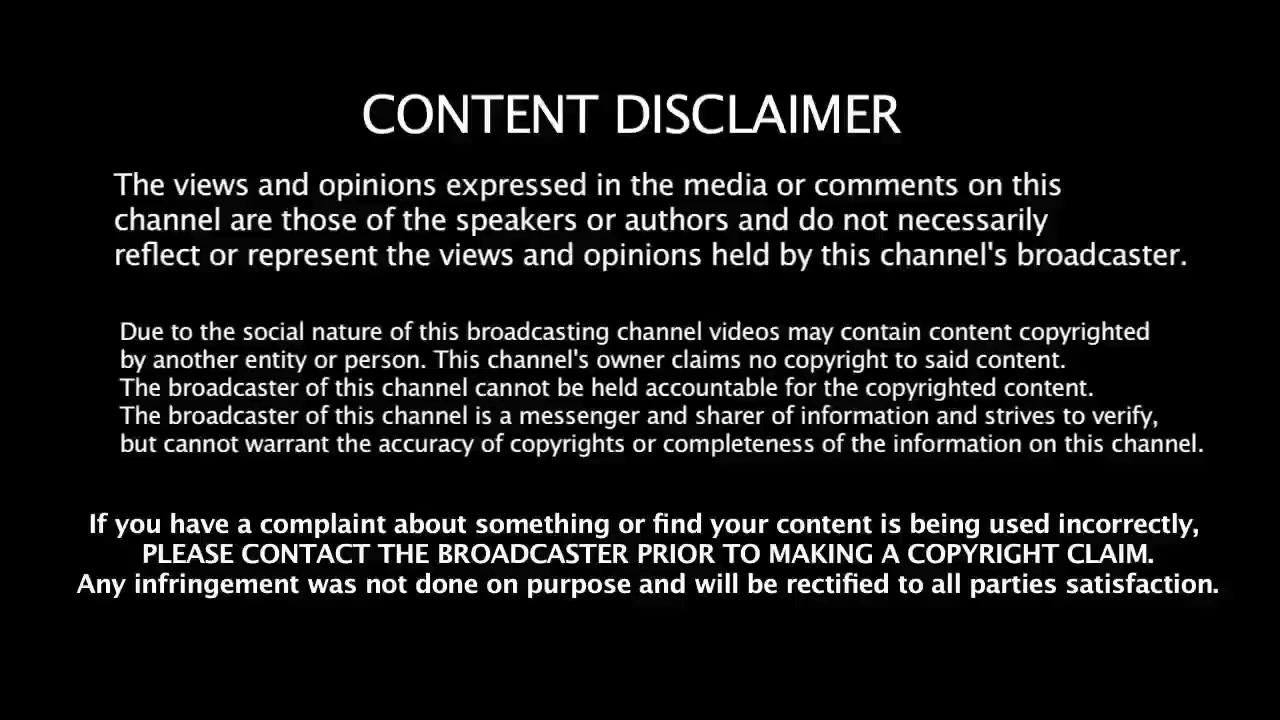 CONTENT DISCLAIMER
The views and opinions expressed in the media or comments on this
channel are those of the speakers or authors and do not necessarily
reflect or represent the views and opinions held by this channel's broadcaster.
Due to the social nature of this broadcasting channel videos may contain content copyrighted
by another entity or person. This channel's owner claims no copyright to said content.
The broadcaster of this channel cannot be held accountable for the copyrighted content.
The broadcaster of this channel is a messenger and sharer of information and strives to verify,
but cannot warrant the accuracy of copyrights or completeness of the information on this channel.
If you have a complaint about something or find your content is being used incorrectly,
PLEASE CONTACT THE BROADCASTER PRIOR TO MAKING A COPYRIGHT CLAIM.
Any infringement was not done on purpose and will be rectified to all parties satisfaction.